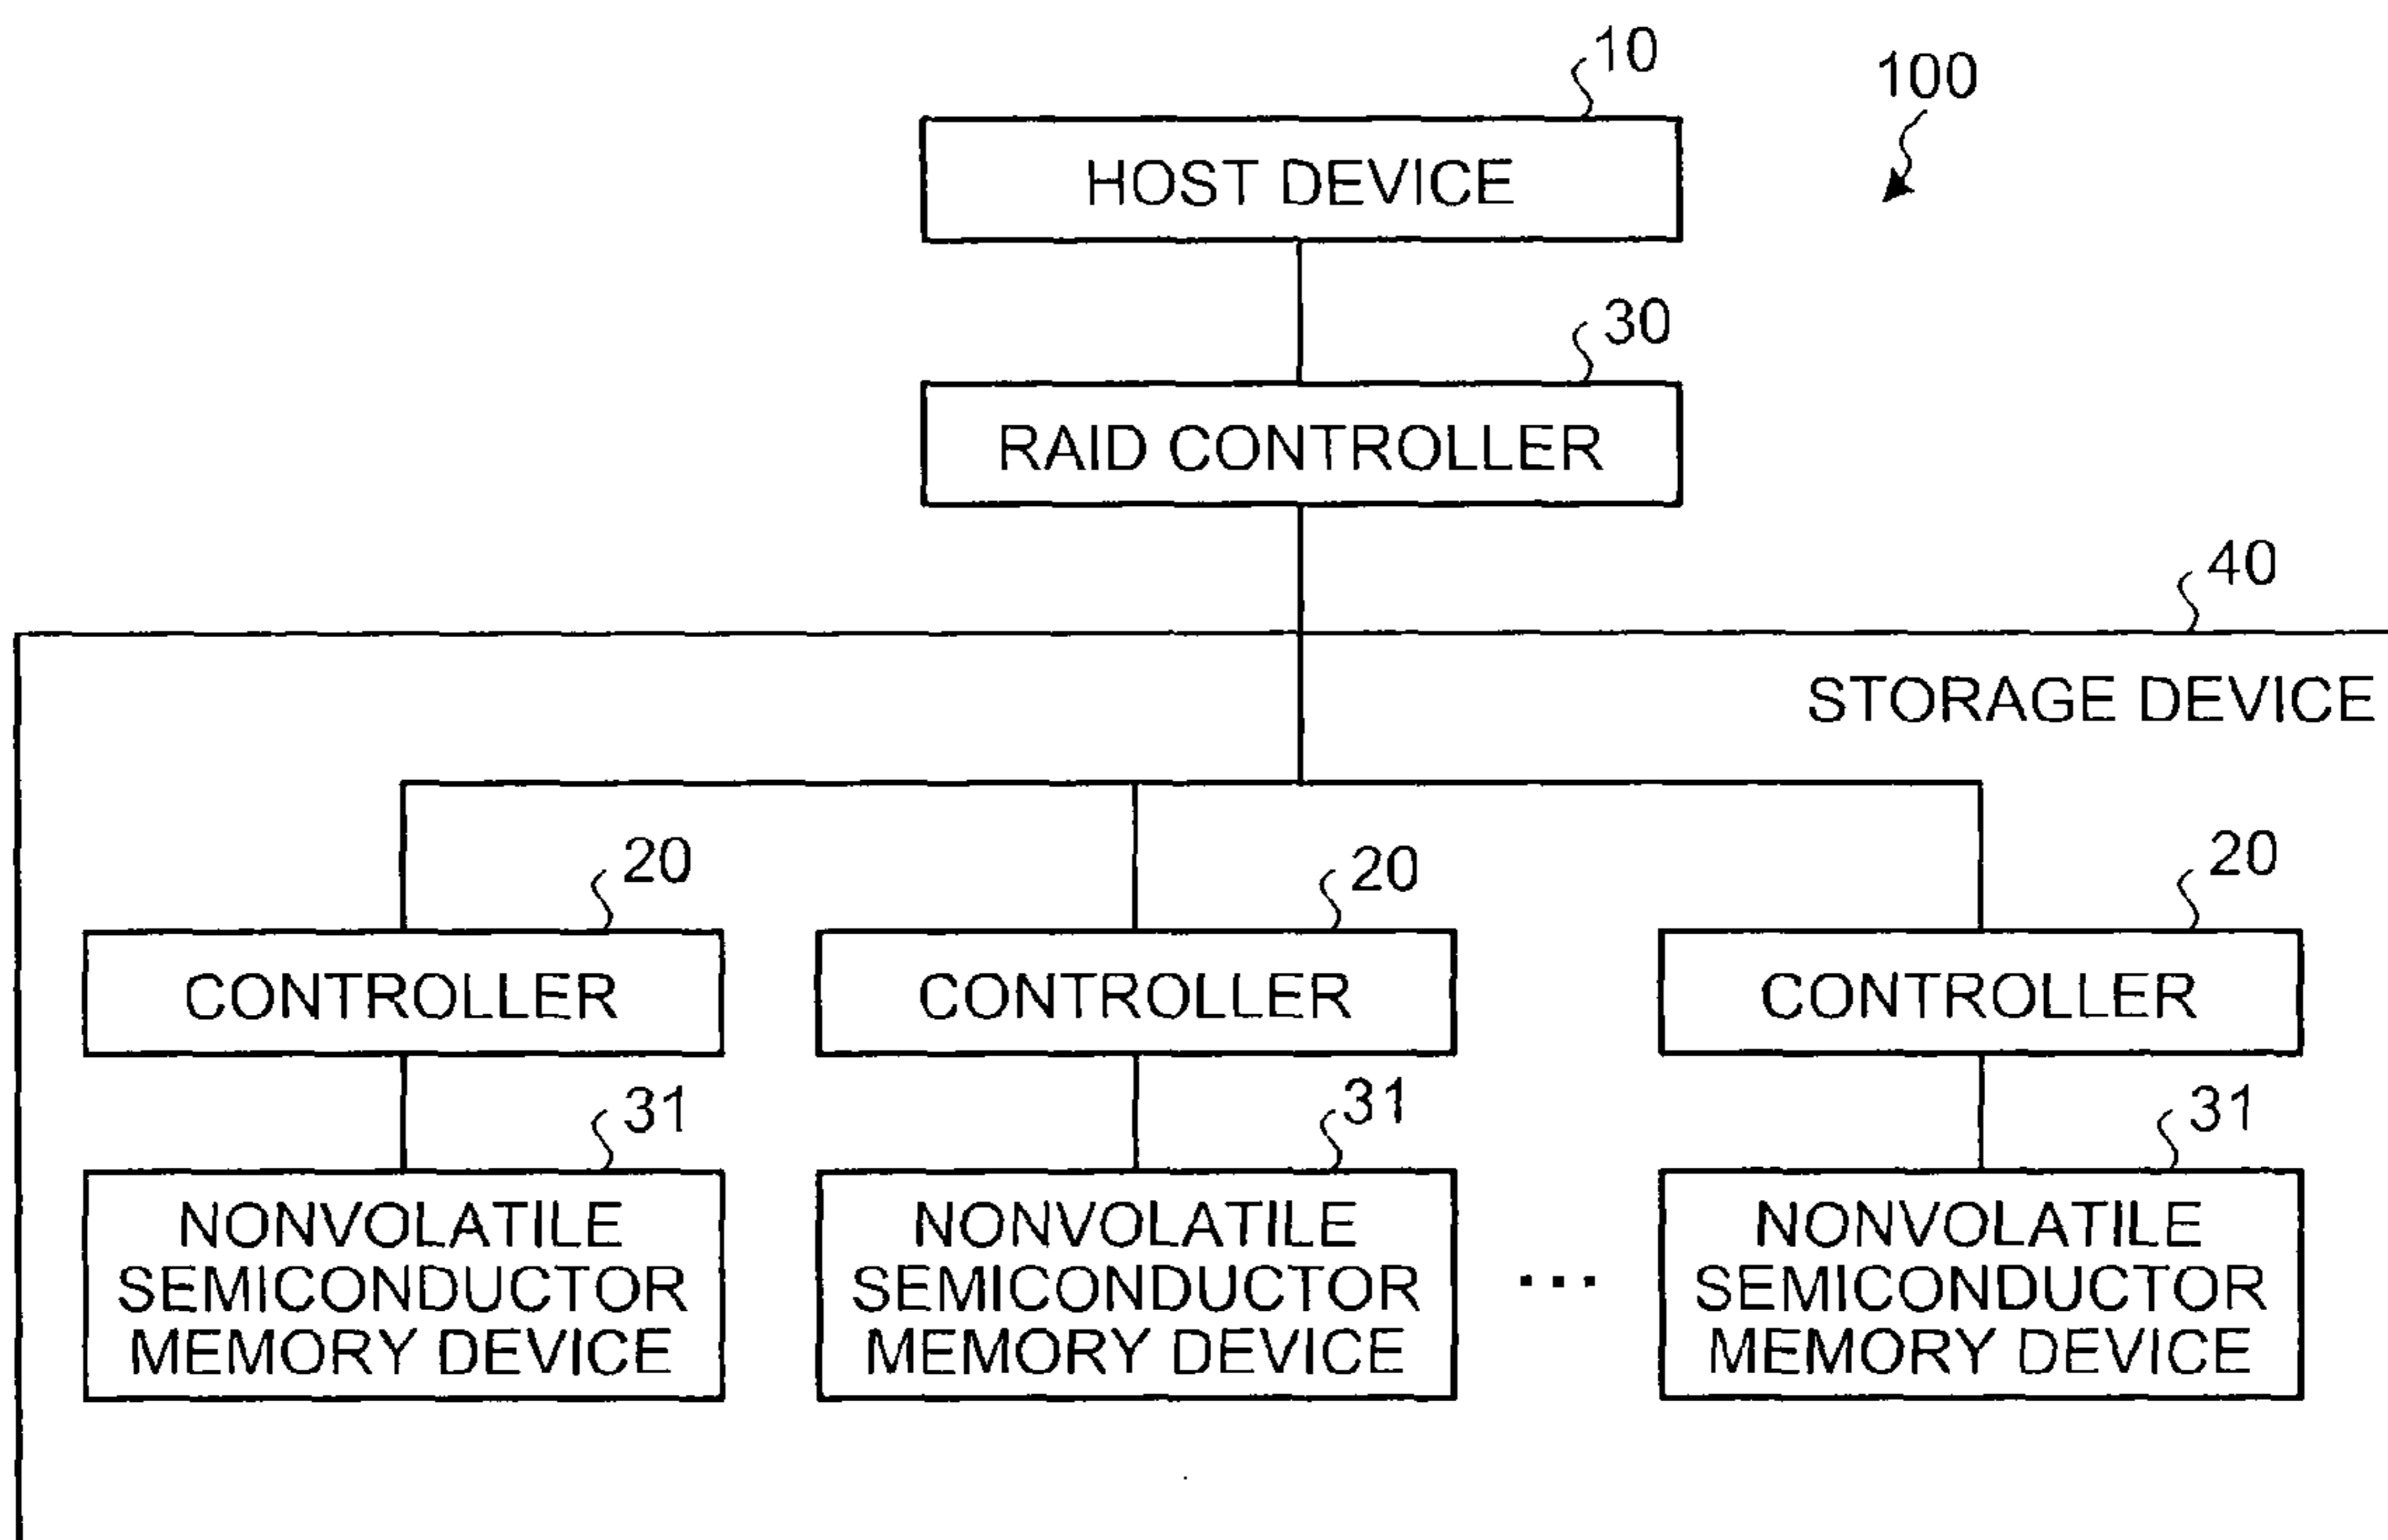 10
100
HOST DEVICE
30
RAID CONTROLLER
40
STORAGE DEVICE
20
20
20
CONTROLLER
CONTROLLER
CONTROLLER
31
31
31
NONVOLATILE
SEMICONDUCTOR
MEMORY DEVICE
NONVOLATILE
SEMICONDUCTOR
MEMORY DEVICE
...
NONVOLATILE
SEMICONDUCTOR
MEMORY DEVICE